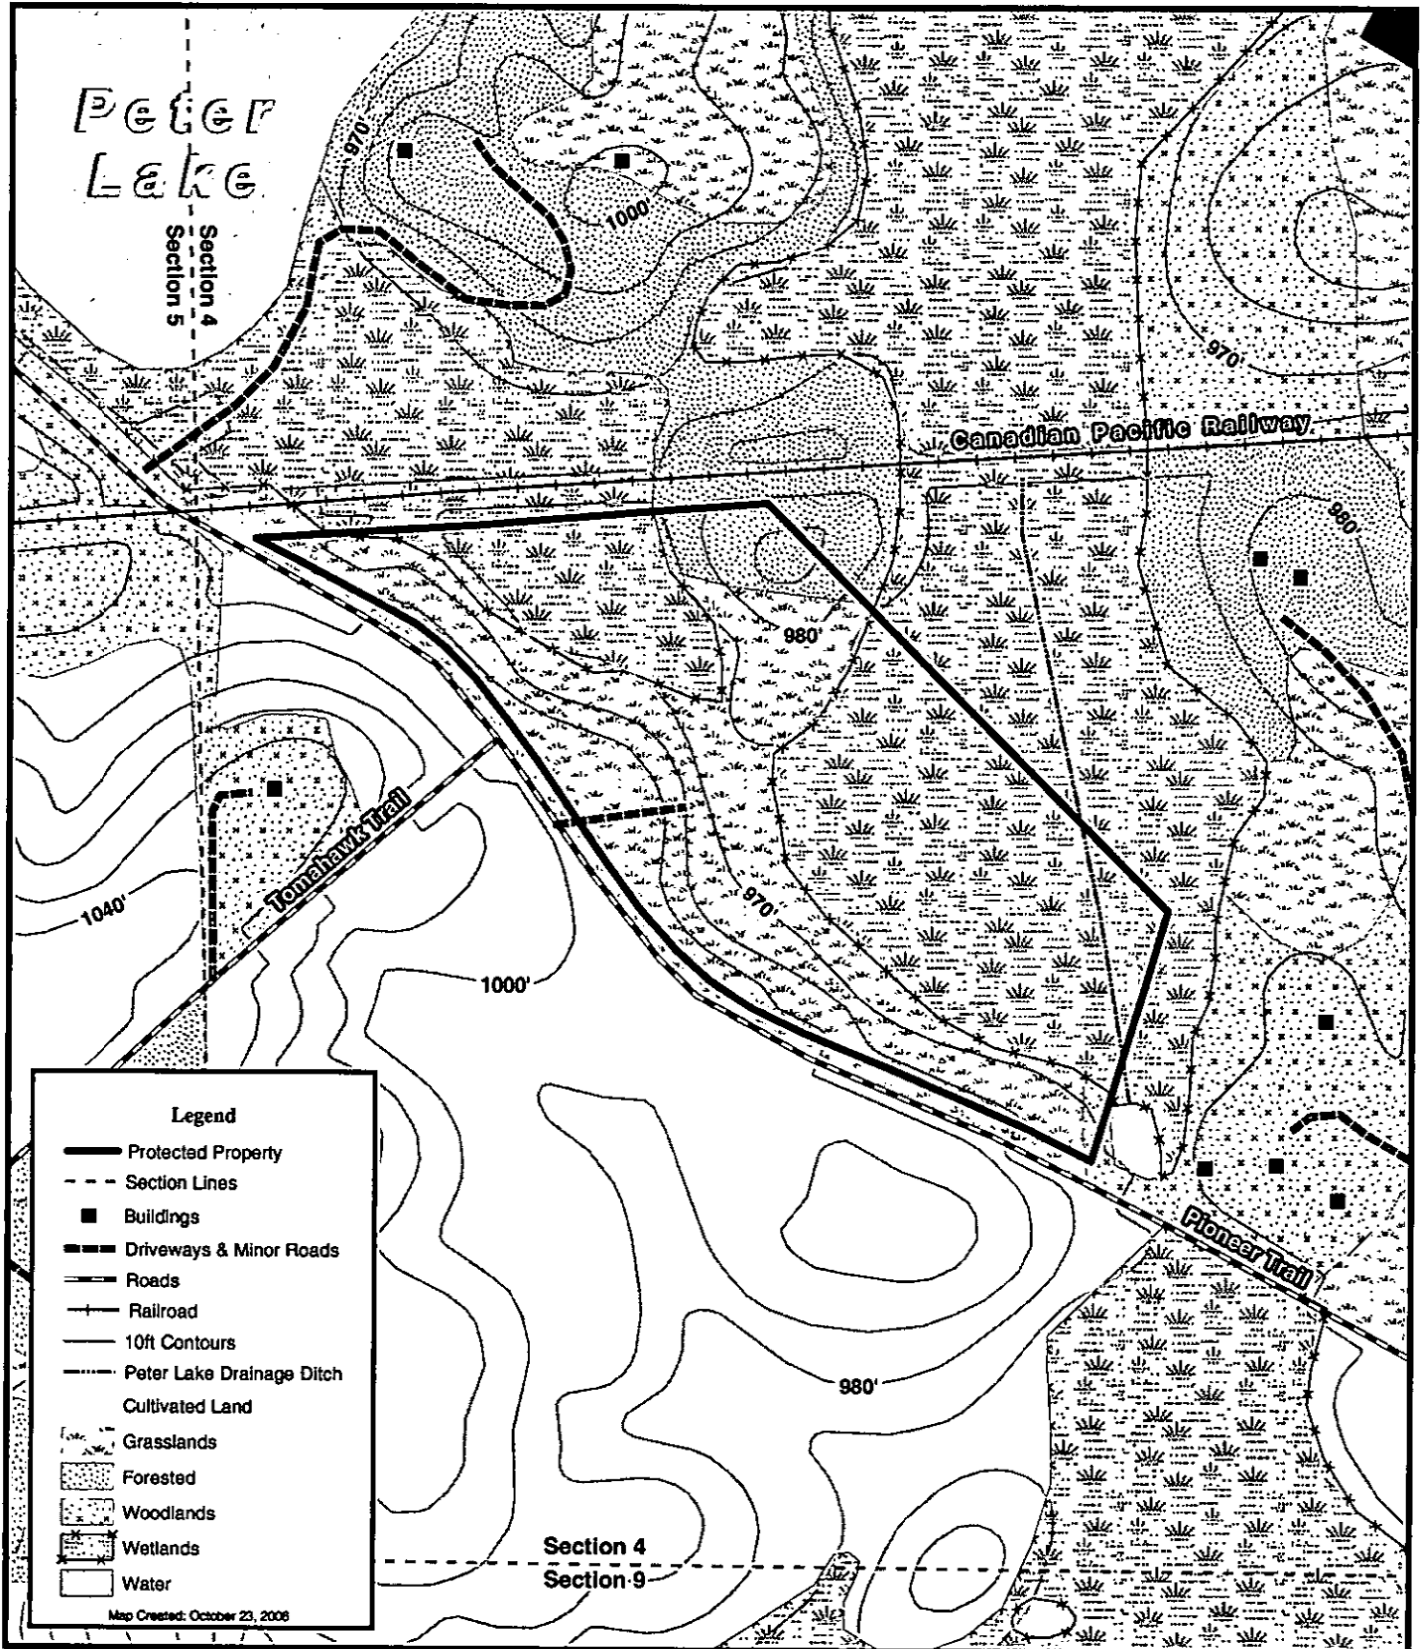 Peter
Lake
Section 4
Section 5
970'
1000'
970'
Canadian Pacific Railway
980'
980'
Tomahawk Trail
1040'
970'
1000'
Pioneer Trail
980'
Section 4
Section 9
Legend
Protected Property
Section Lines
Buildings
Driveways & Minor Roads
Roads
Railroad
10ft Contours
Peter Lake Drainage Ditch
Cultivated Land
Grasslands
Forested
Woodlands
Wetlands
Water
Map Created: October 23, 2008